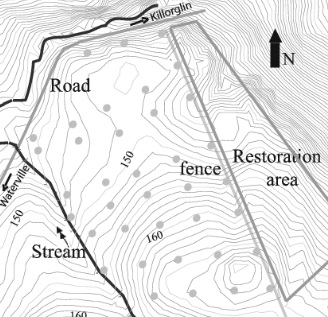 Killorglin
N
Road
150
Restoration
area
fence
Waterville
150
160
Stream
160